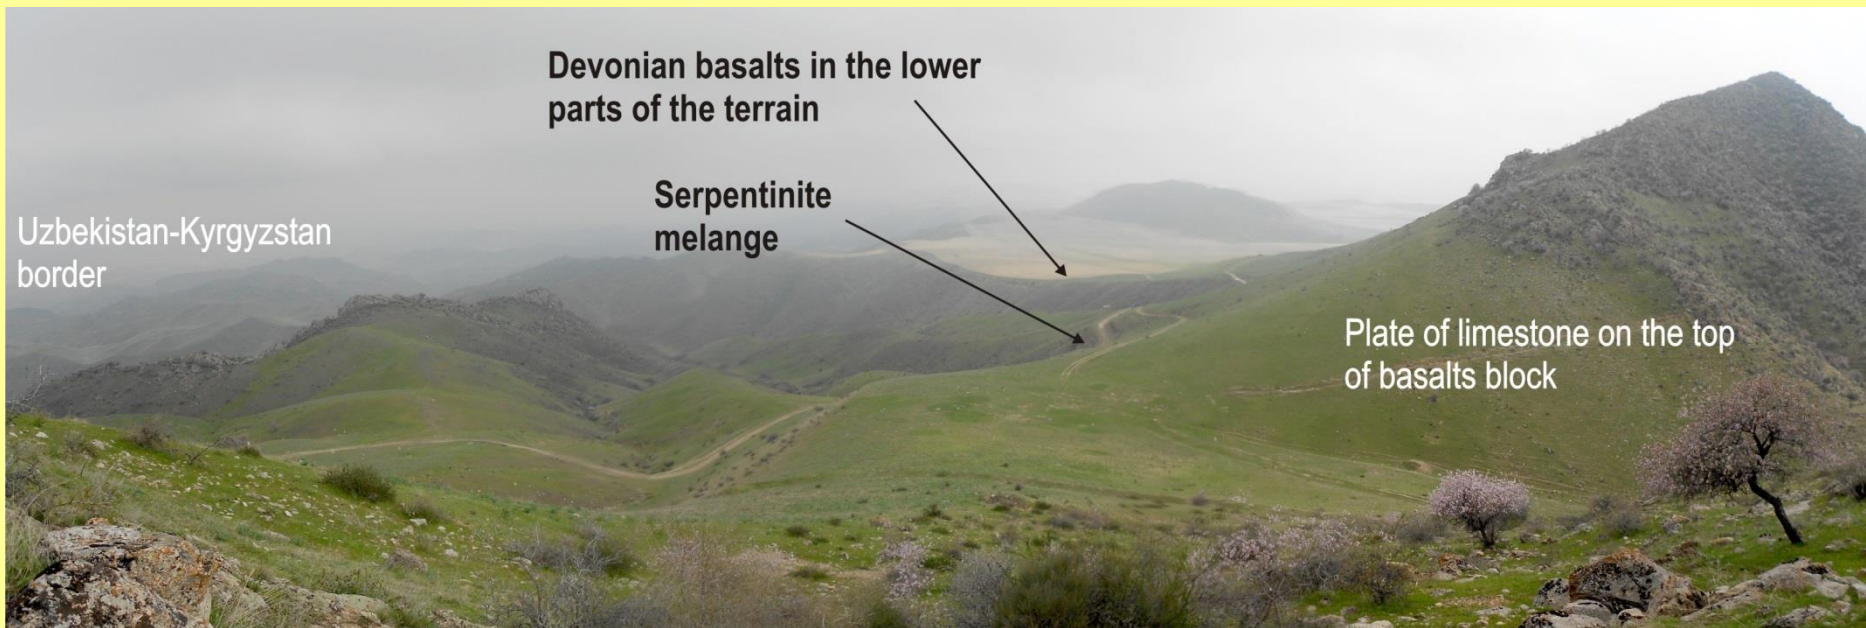 Devonian basalts in the lower
parts of the terrain
Serpentinite
melange
Uzbekistan-Kyrgyzstan
border
Plate of limestone on the top
of basalts block